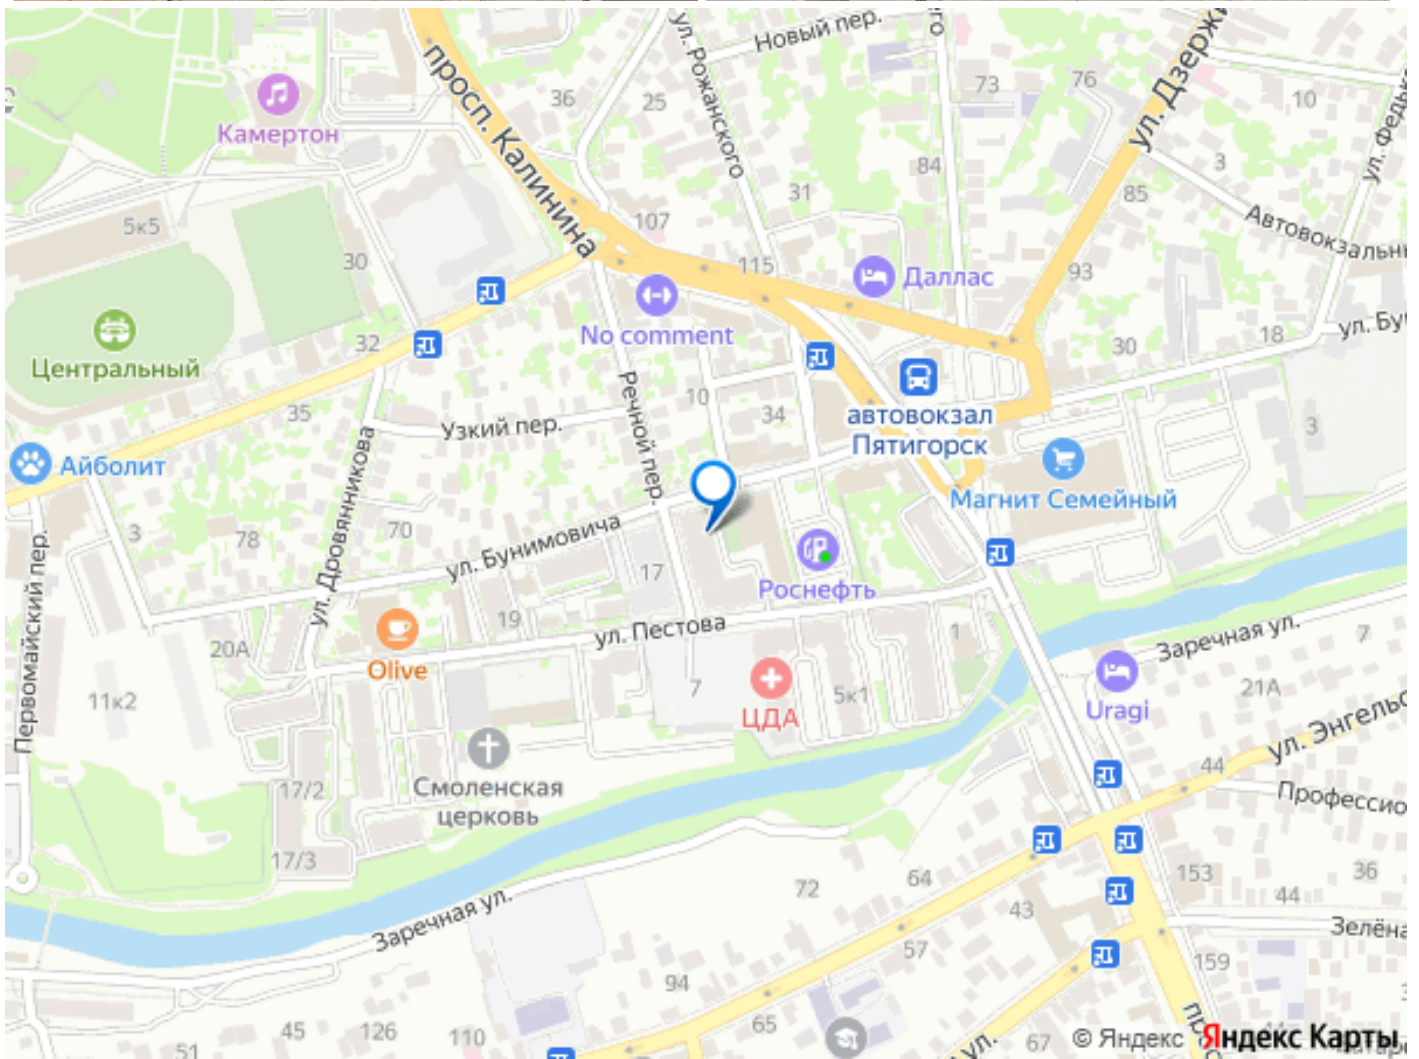 Новый пер.
ул. Рожанского
ул. Дзержи
просп. Калинина
73
76
10
36
25
Камертон
ул. Федько
3
84
31
85
Автовокзальны
5к5
107
30
115
93
Даллас
No comment
Центральный
32
18
ул. Бу
30
10
34
автовокзал
Пятигорск
35
Узкий пер.
Речной пер.
3
Айболит
Магнит Семейный
ул. Дровянникова
70
3
78
ул. Бунимовича
17
Роснефть
Первомайский пер.
19
ул. Пестова
1
Заречная ул.
7
20А
Olive
11к2
7
ЦДА
5к1
Uragi
21А
ул. Энгельс
Смоленская
церковь
44
17/2
Профессио
17/3
72
64
153
36
44
Заречная ул.
43
Зелёна
57
159
94
45
126
110
65
67
ул.
51
© Яндекс Яндекс Карты